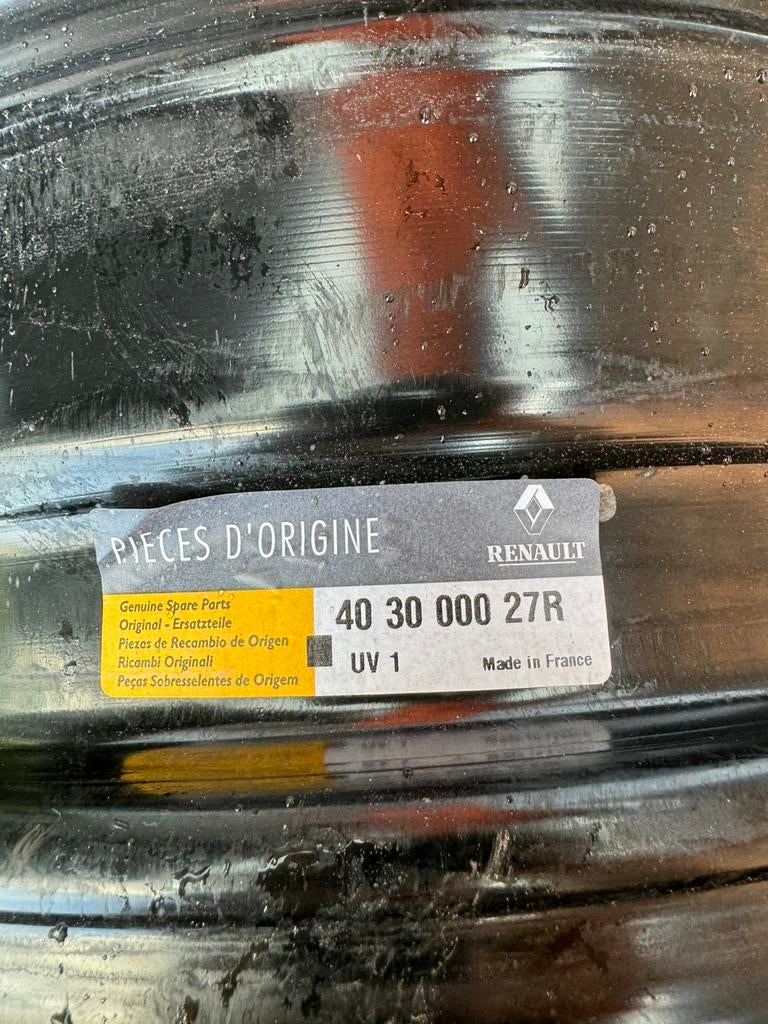 PIECES D'ORIGINE
RENAULT
Genuine Spare Parts
Original - Ersatzteile
Piezas de Recambio de Origen
Ricambi Originali
Peças Sobresselentes de Origem
40 30 000 27R
UV 1
Made in France